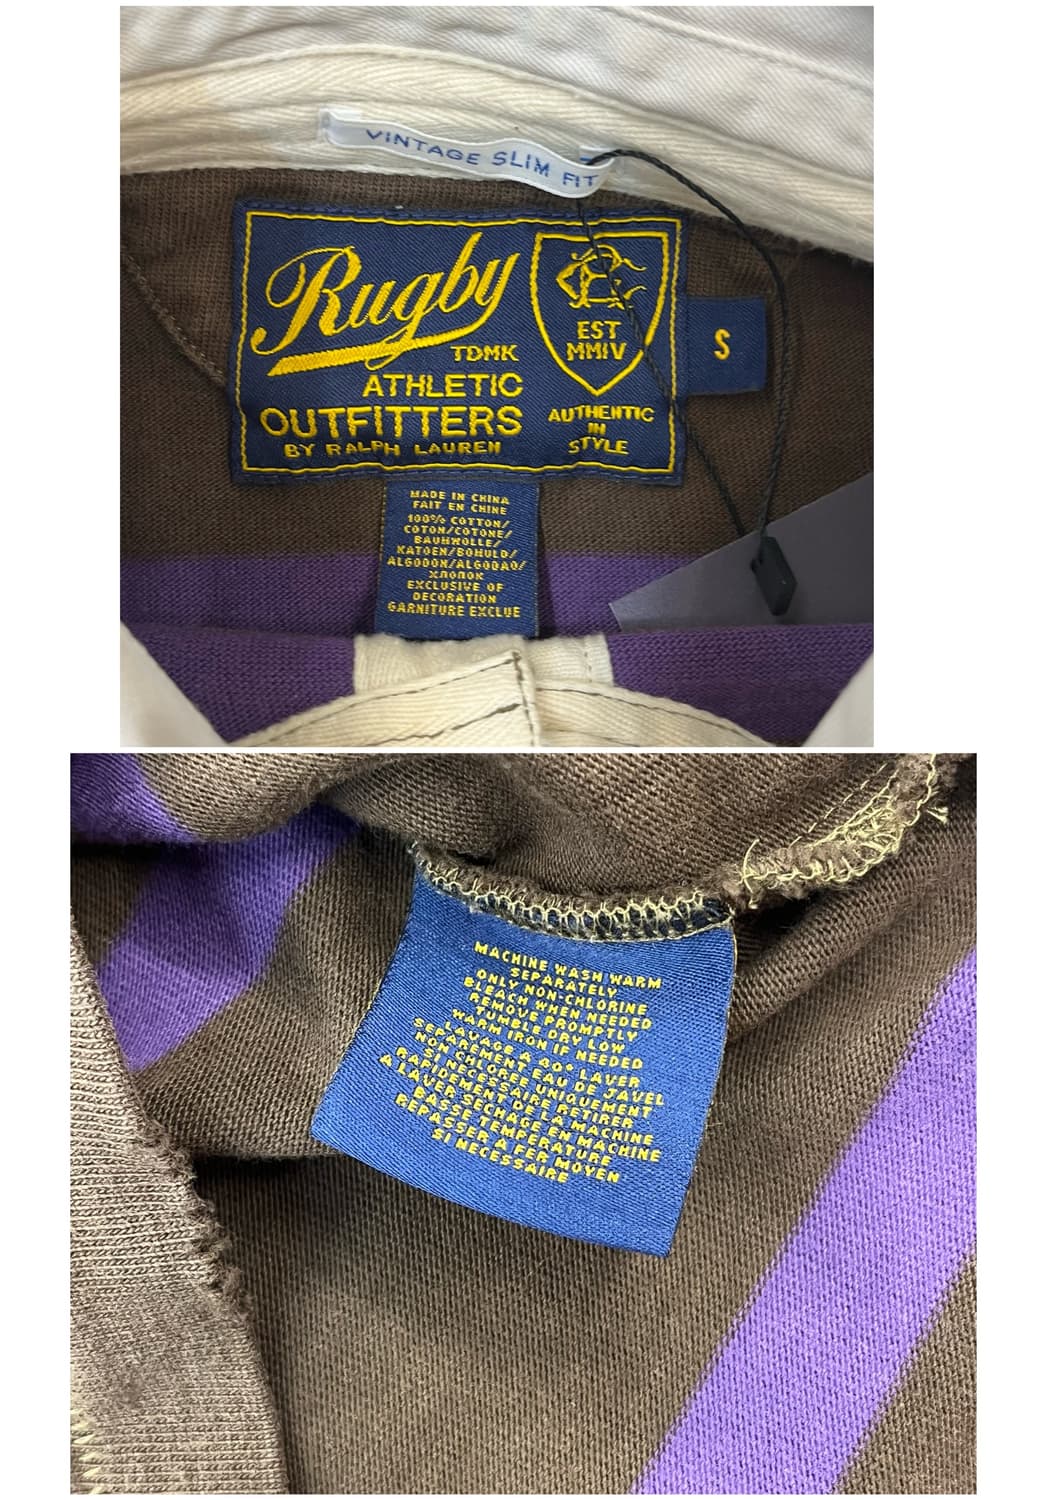 VINTAGE SLIM FIT
Rugby
TDMK
ATHLETIC
OUTFITTERS
BY RALPH LAUREN
EST
MMIV
AUTHENTIC
IN
STYLE
S
MADE IN CHINA
FAIT EN CHINE
100% COTTON/
COTON/COTONE/
BAUMWOLLE/
KATOEN/BOMULD/
ALGODON/ALGODAO/
ХЛОПОК
EXCLUSIVE OF
DECORATION
GARNITURE EXCLUE
MACHINE WASH WARM
SEPARATELY
ONLY NON-CHLORINE
BLEACH WHEN NEEDED
REMOVE PROMPTLY
TUMBLE DRY LOW
WARM IRON IF NEEDED
LAVAGE A 40° LAVER
SEPAREMENT EAU DE JAVEL
NON CHLOREE UNIQUEMENT
SI NECESSAIRE RETIRER
RAPIDEMENT DE LA MACHINE
A LAVER SECHAGE EN MACHINE
BASSE TEMPERATURE
REPASSER A FER MOYEN
SI NECESSAIRE